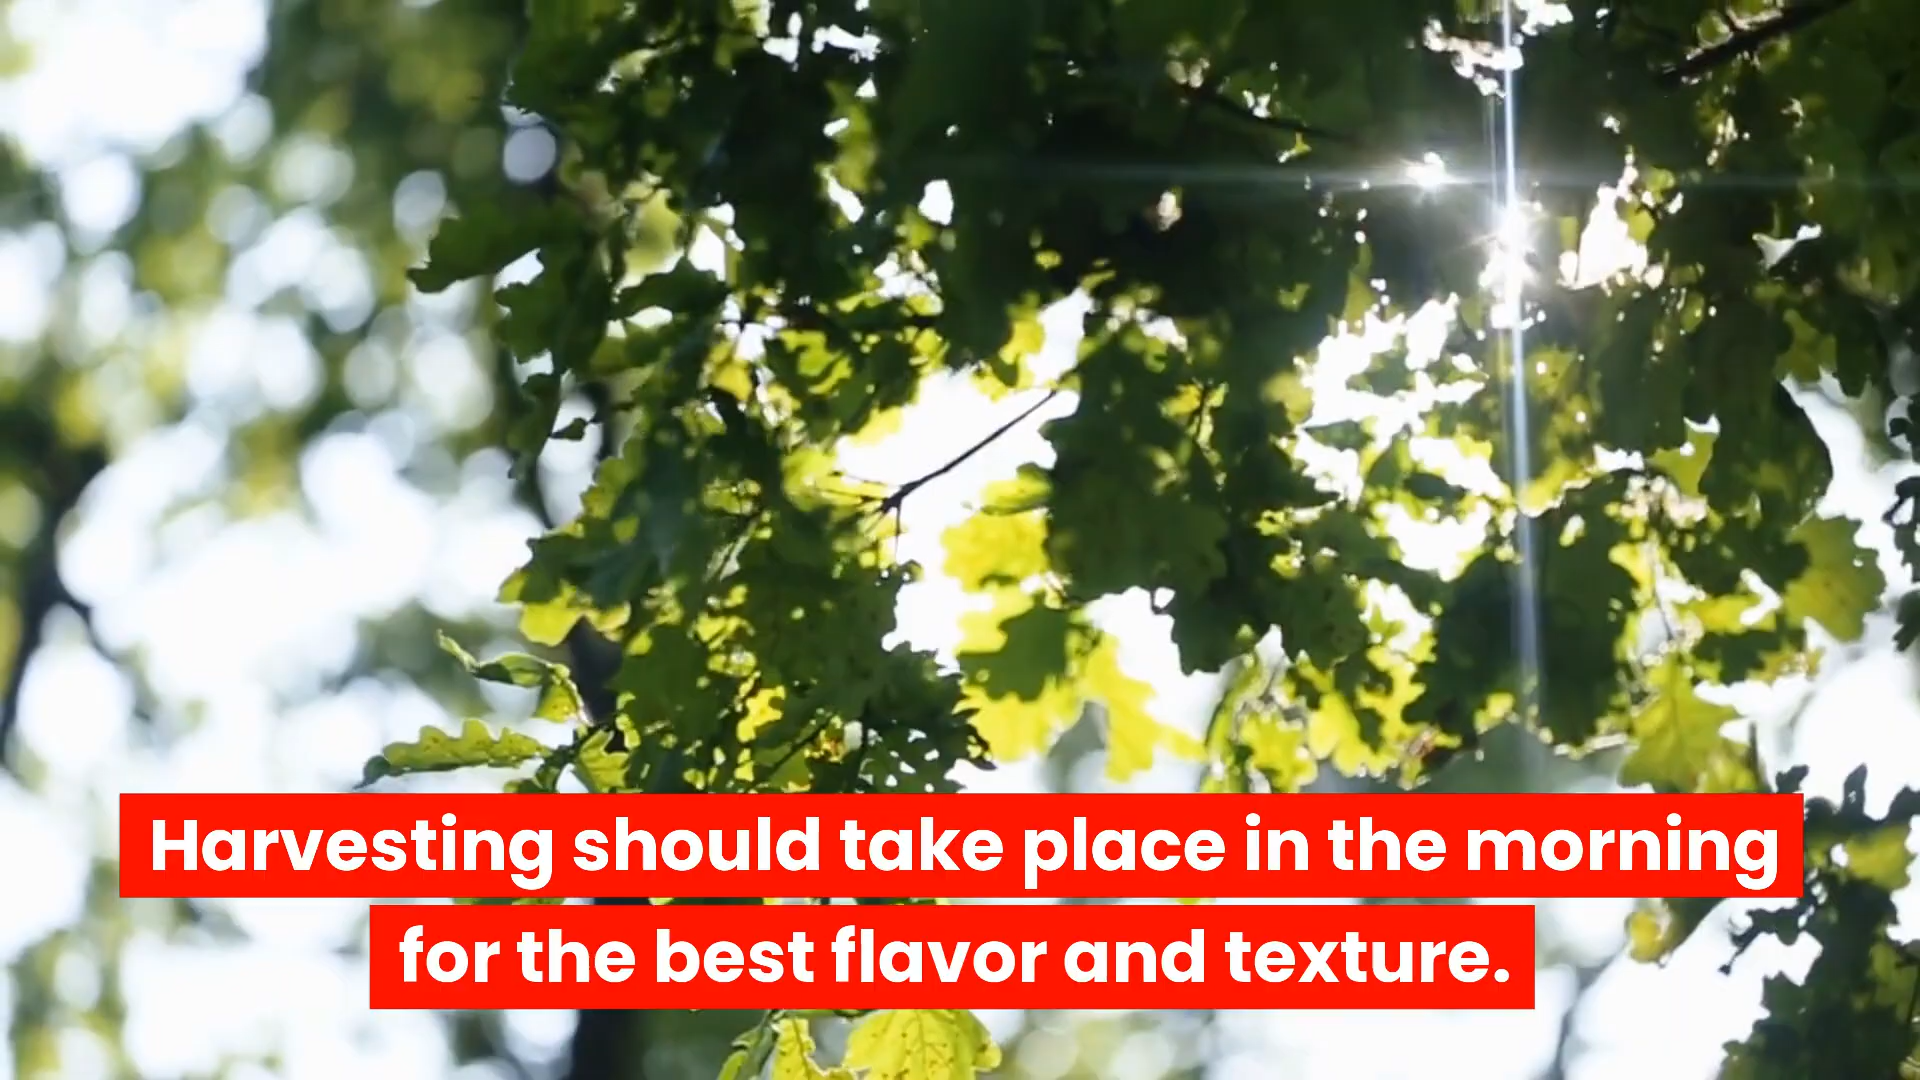 Harvesting should take place in the morning
for the best flavor and texture.